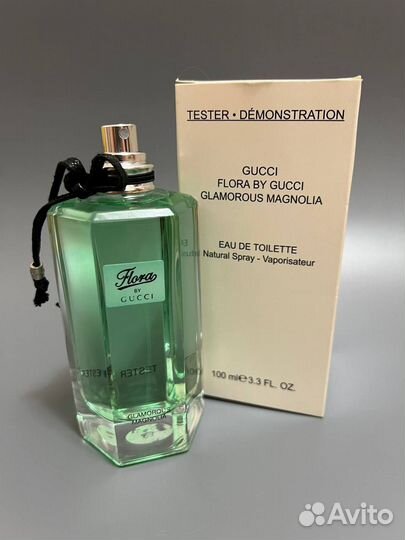 TESTER • DÉMONSTRATION
GUCCI
FLORA BY GUCCI
GLAMOROUS MAGNOLIA
EAU DE TOILETTE
Natural Spray - Vaporisateur
100 ml℮3.3 FL. OZ.
Flora
BY
GUCCI
TESTER
GLAMOROUS
MAGNOLIA
Avito